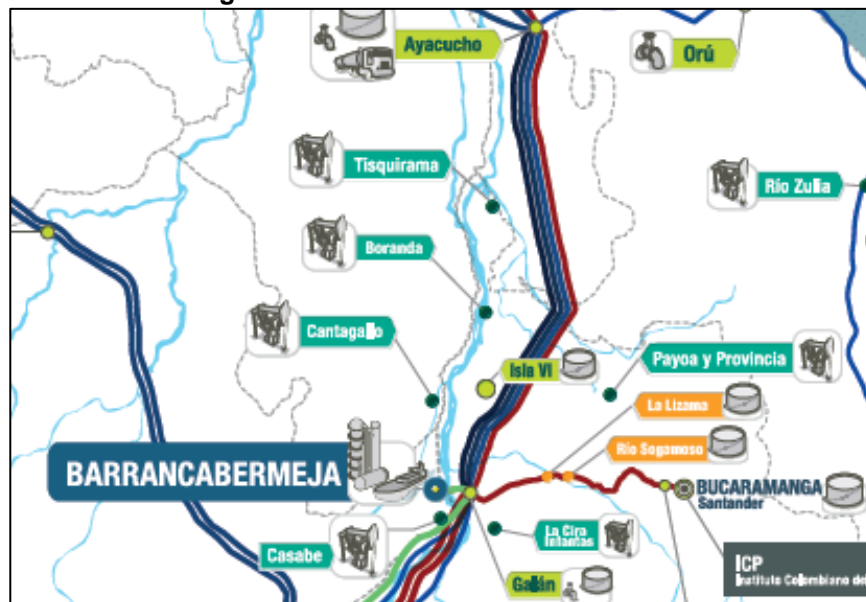 Ayacucho
Orú
Tisquirama
Río Zulia
Boranda
Cantagallo
Isla VI
Payoa y Provincia
La Lizama
Río Sogamoso
BARRANCABERMEJA
BUCARAMANGA
Santander
Casabe
La Cira
Infantas
Galán
ICP
Instituto Colombiano del